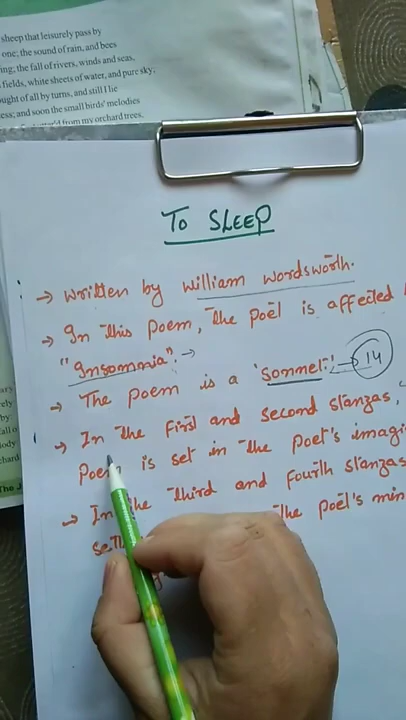 sheep that leisurely pass by
one; the sound of rain, and bees
ing; the fall of rivers, winds and seas,
fields, white sheets of water, and pure sky;
ought of all by turns, and still I lie
ess; and soon the small birds' melodies
from my orchard trees,
TO SLEEP
→ written by william wordsworth.
→ In this poem, the poet is affected
"Insomnia". →
→ The poem is a 'sonnet'. → 14
→ In the first and second stanzas,
poem is set in the poet's imagi
→ In the third and fourth stanzas
the poet's min